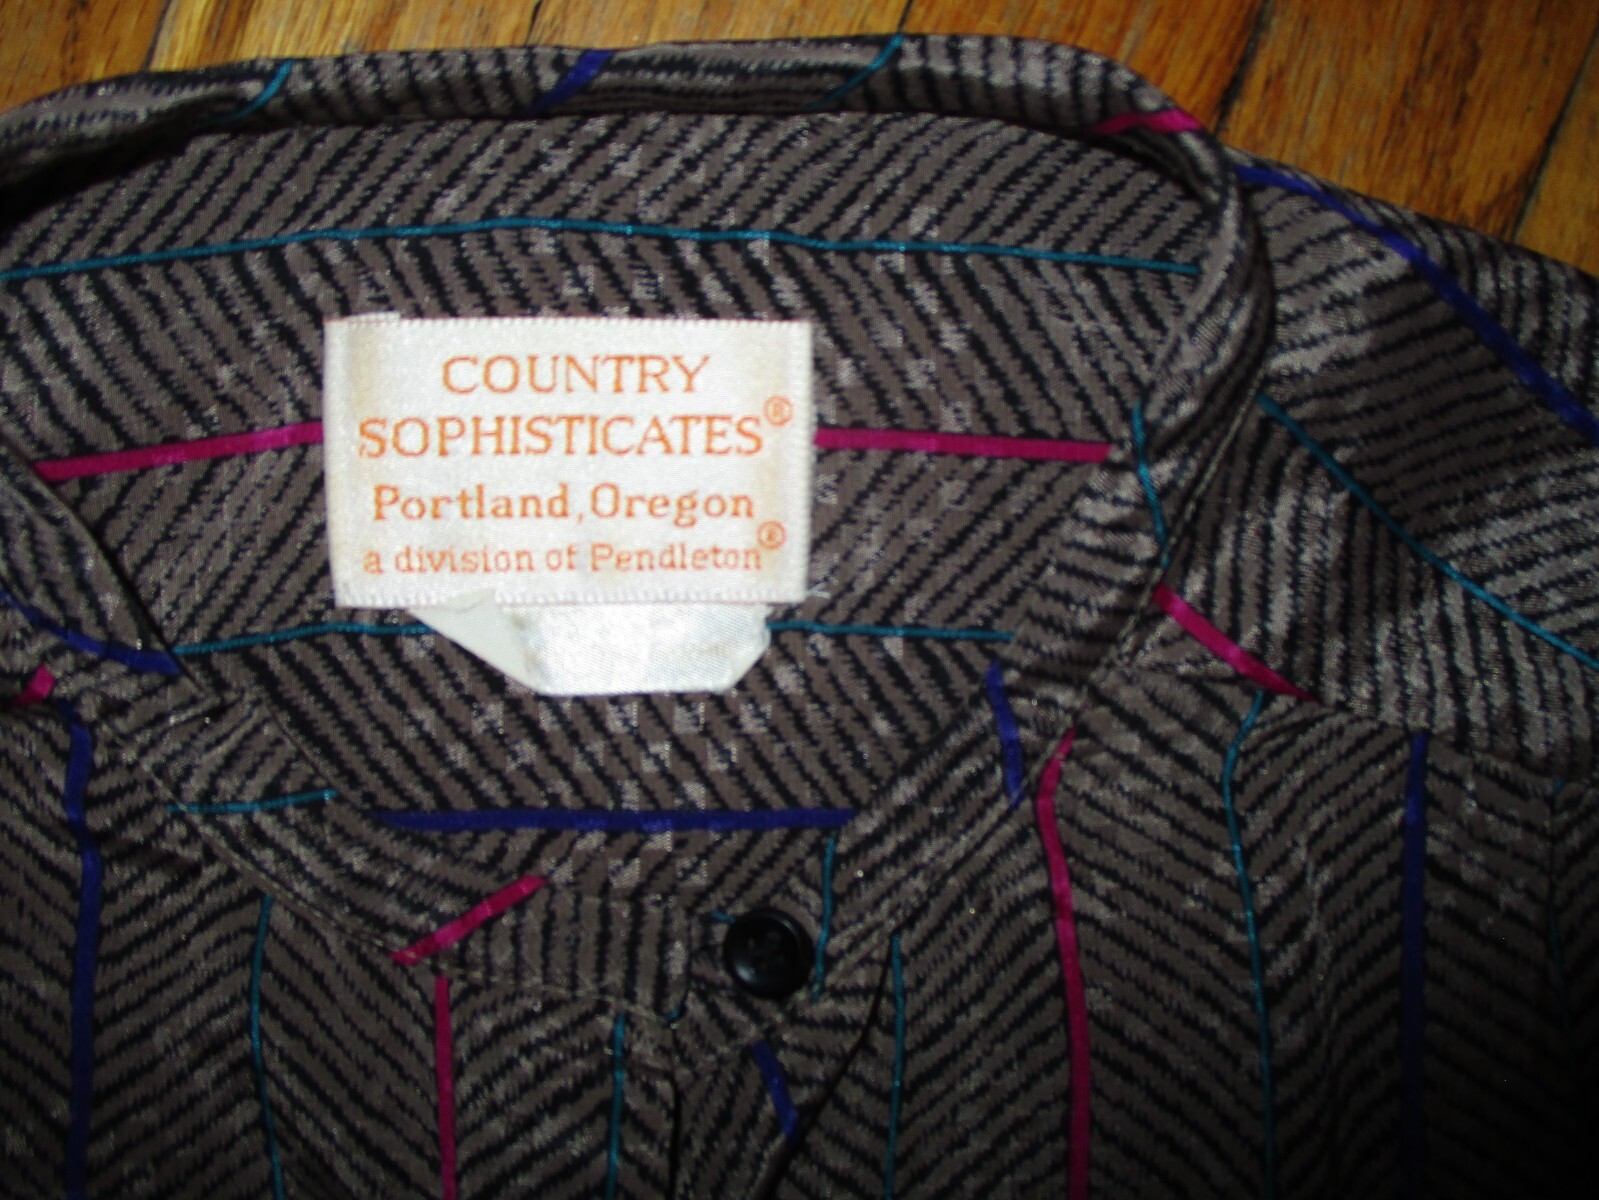 COUNTRY
SOPHISTICATES®
Portland, Oregon
a division of Pendleton®